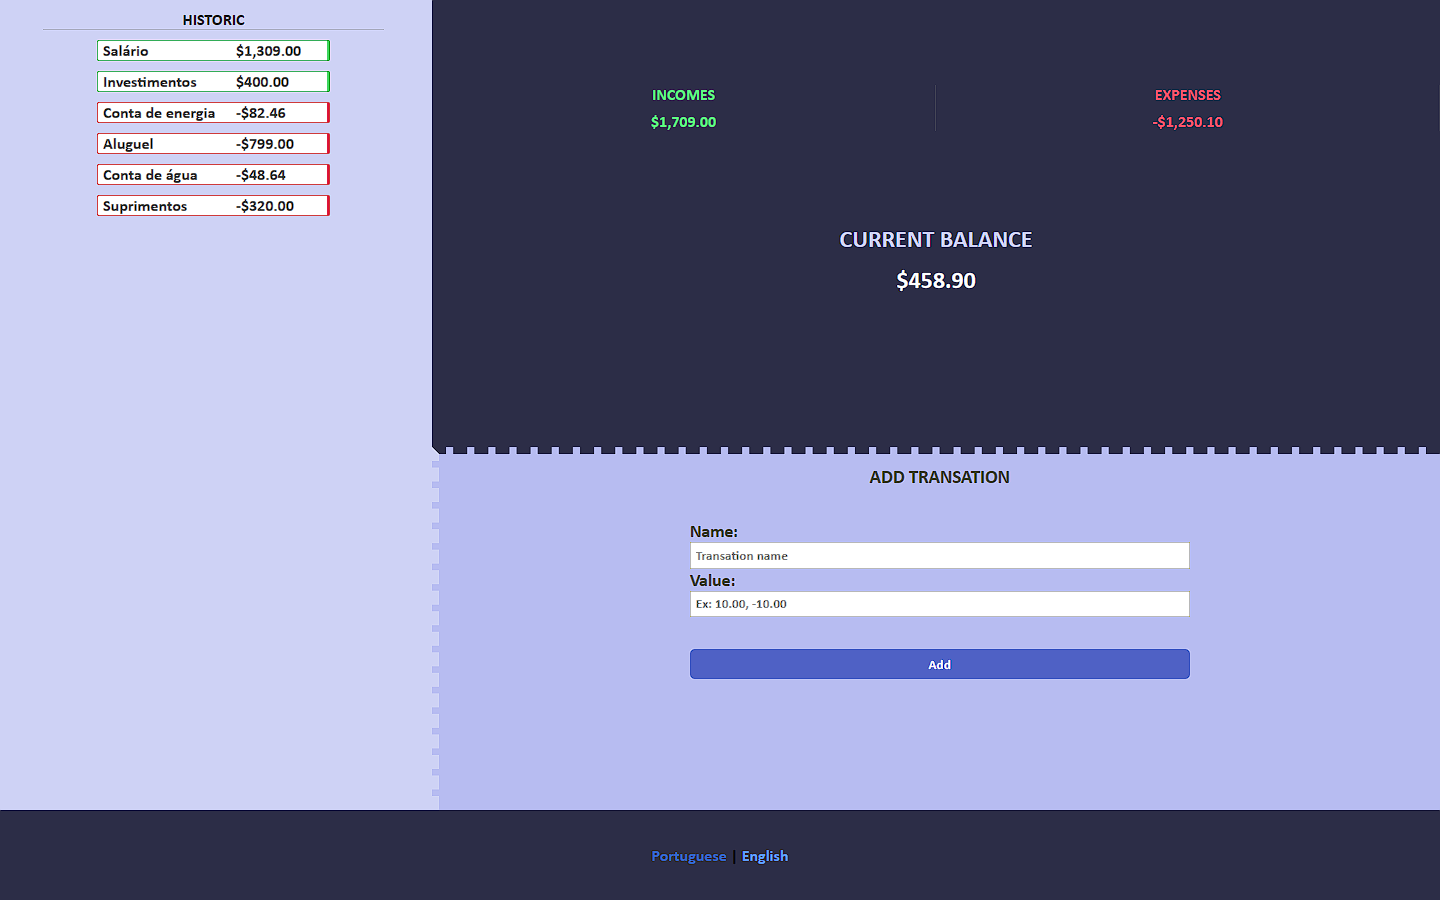 HISTORIC
Salário $1,309.00
Investimentos $400.00
Conta de energia -$82.46
Aluguel -$799.00
Conta de água -$48.64
Suprimentos -$320.00
INCOMES
$1,709.00
EXPENSES
-$1,250.10
CURRENT BALANCE
$458.90
ADD TRANSATION
Name:
Transation name
Value:
Ex: 10.00, -10.00
Add
Portuguese | English